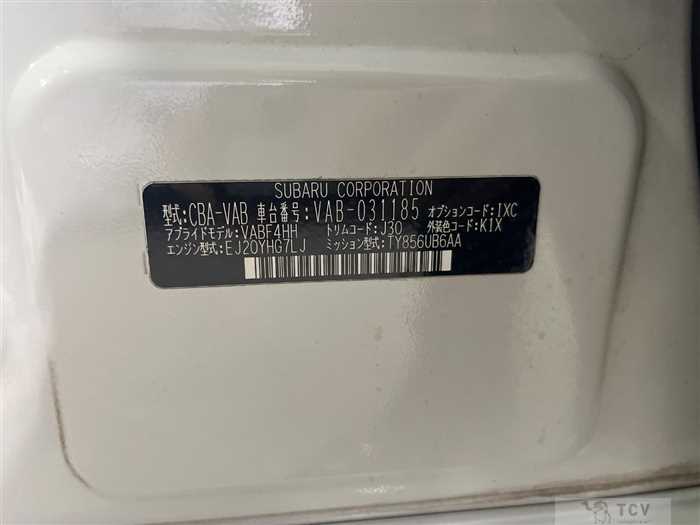 SUBARU CORPORATION
型式:CBA-VAB 車台番号:VAB-031185 オプションコード:1XC
アプライドモデル:VABF4HH トリムコード:J30 外装色コード:K1X
エンジン型式:EJ20YHG7LJ ミッション型式:TY856UB6AA
TCV